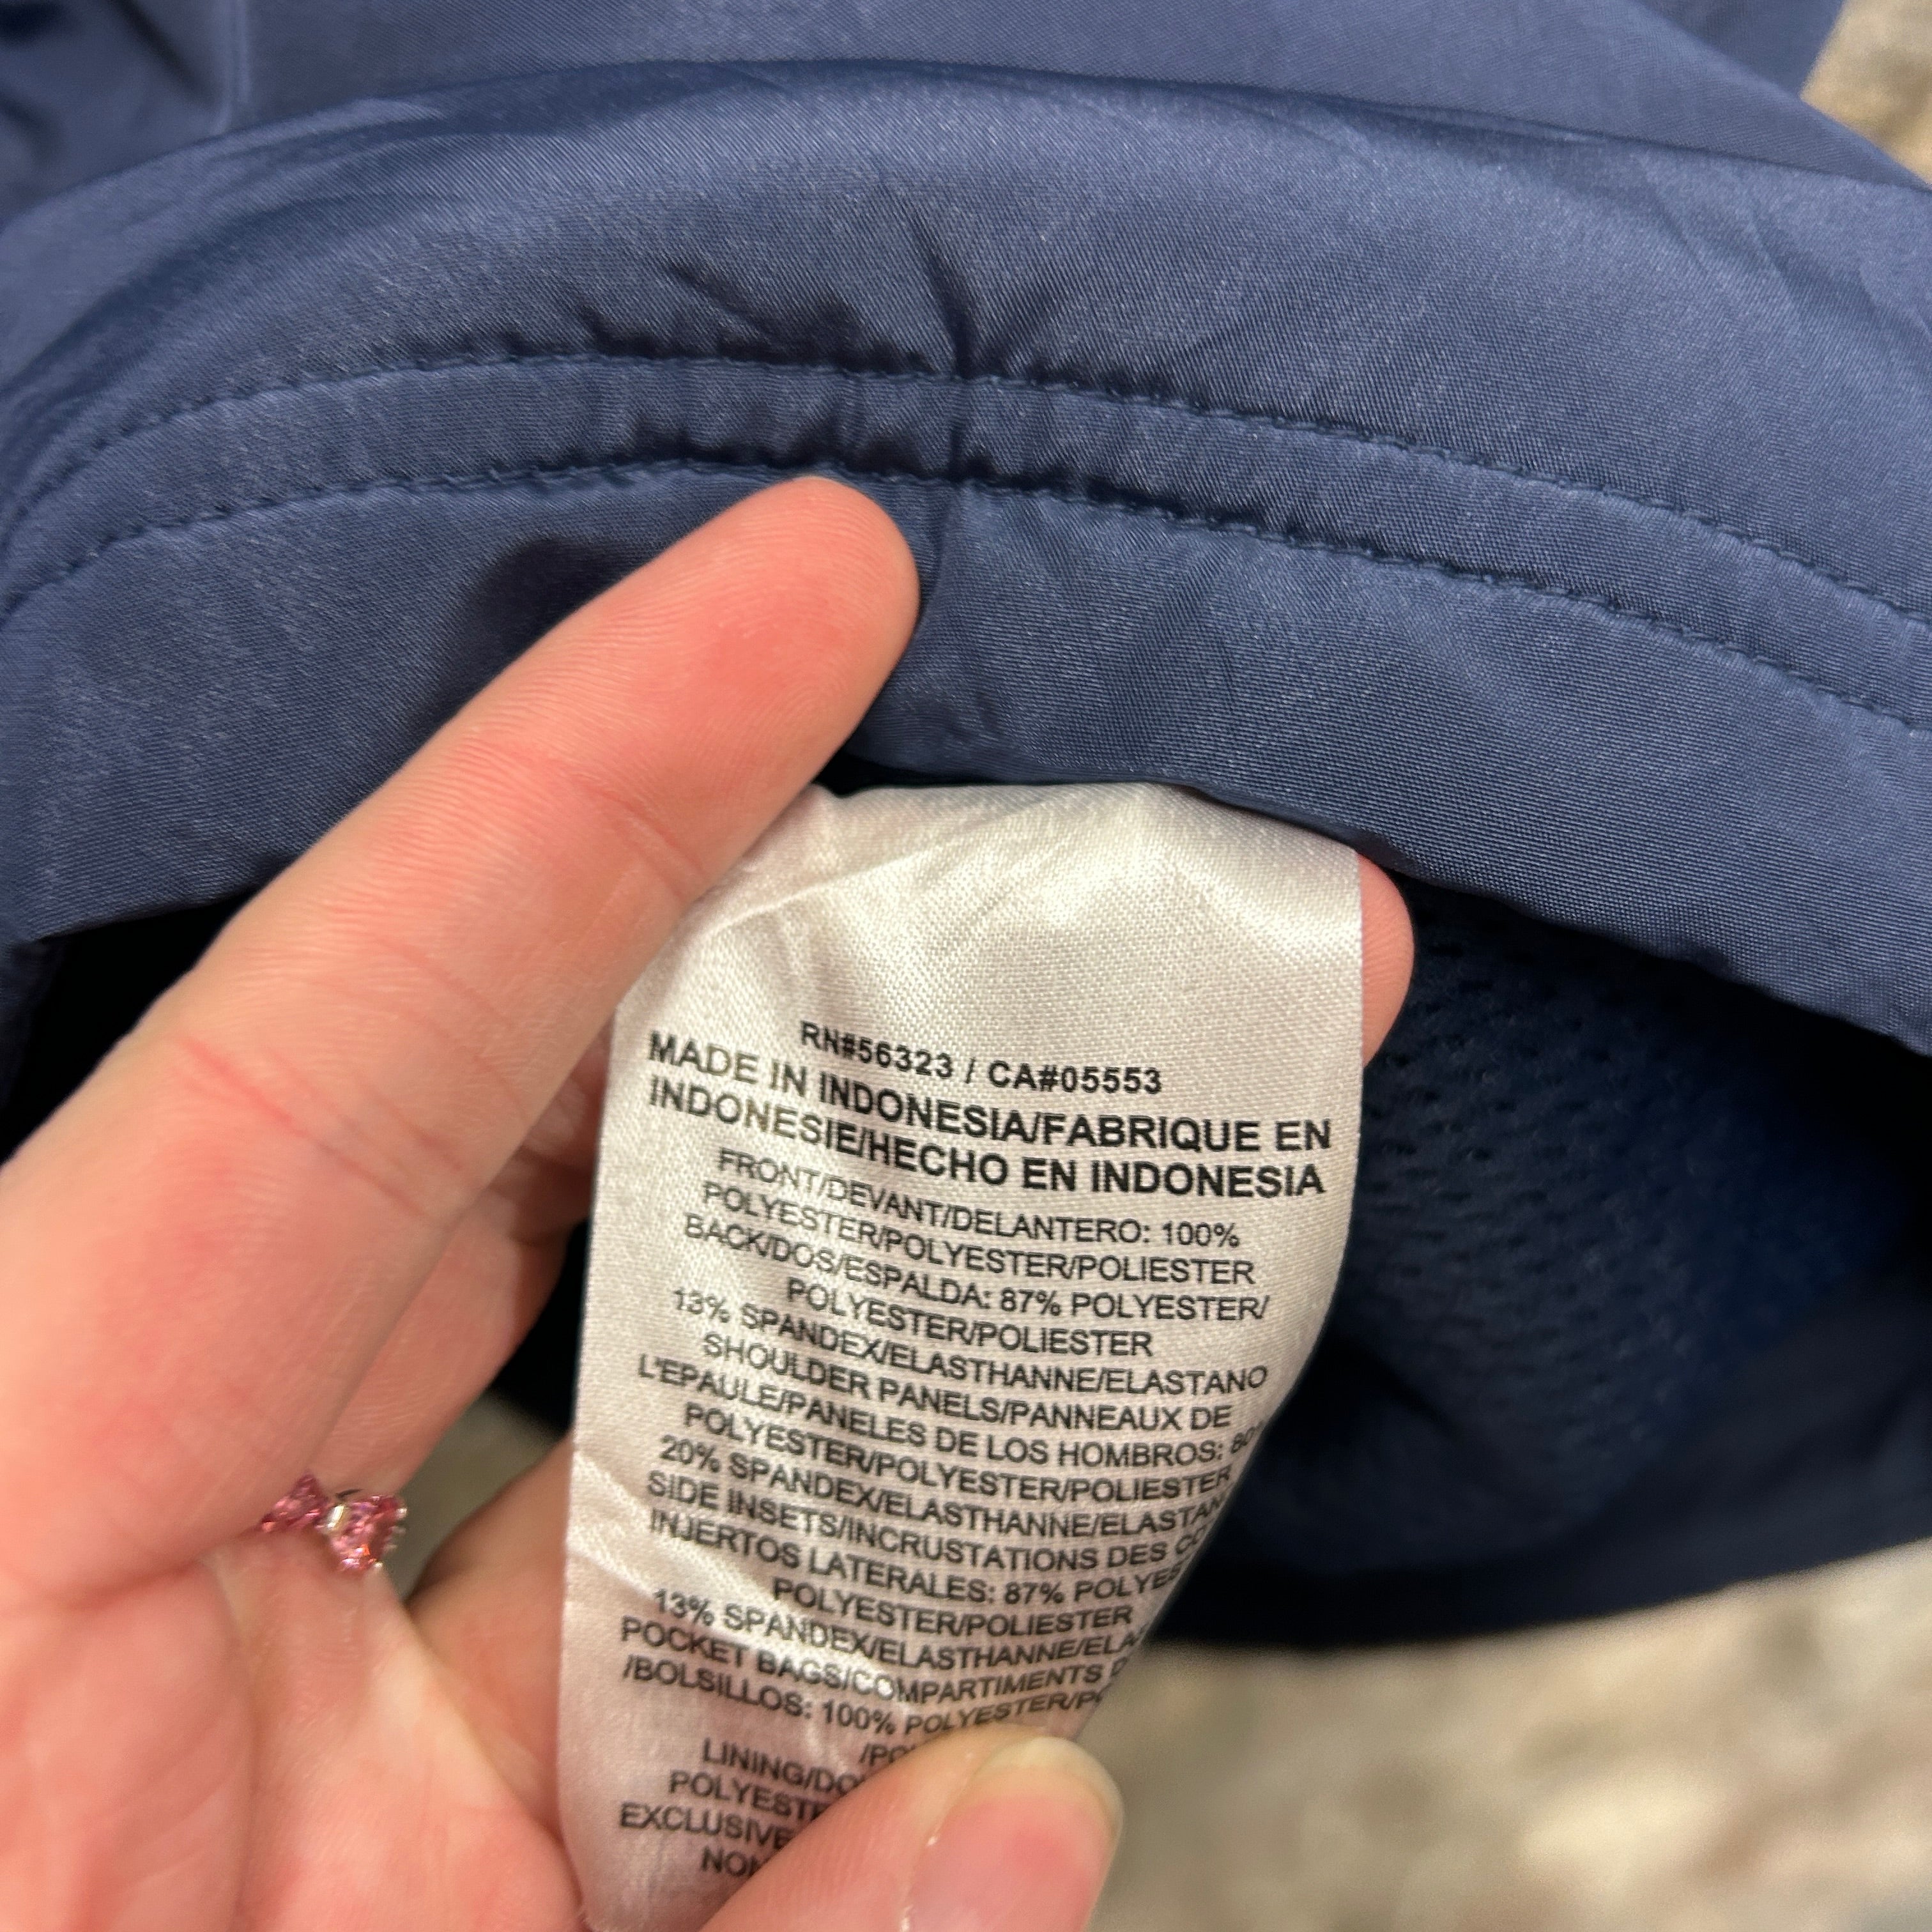 RN#56323 / CA#05553
MADE IN INDONESIA/FABRIQUE EN
INDONESIE/HECHO EN INDONESIA
FRONT/DEVANT/DELANTERO: 100%
POLYESTER/POLYESTER/POLIESTER
BACK/DOS/ESPALDA: 87% POLYESTER/
POLYESTER/POLIESTER
13% SPANDEX/ELASTHANNE/ELASTANO
SHOULDER PANELS/PANNEAUX DE
L'EPAULE/PANELES DE LOS HOMBROS:
POLYESTER/POLYESTER/POLIESTER
20% SPANDEX/ELASTHANNE/
SIDE INSETS/INCRUSTATIONS DES
INJERTOS LATERALES: 87%
POLYESTER/POLIESTER
13% SPANDEX/ELASTHANNE/
POCKET BAGS/COMPARTIMENTS
/BOLSILLOS: 100% POLYESTER/
LINING/